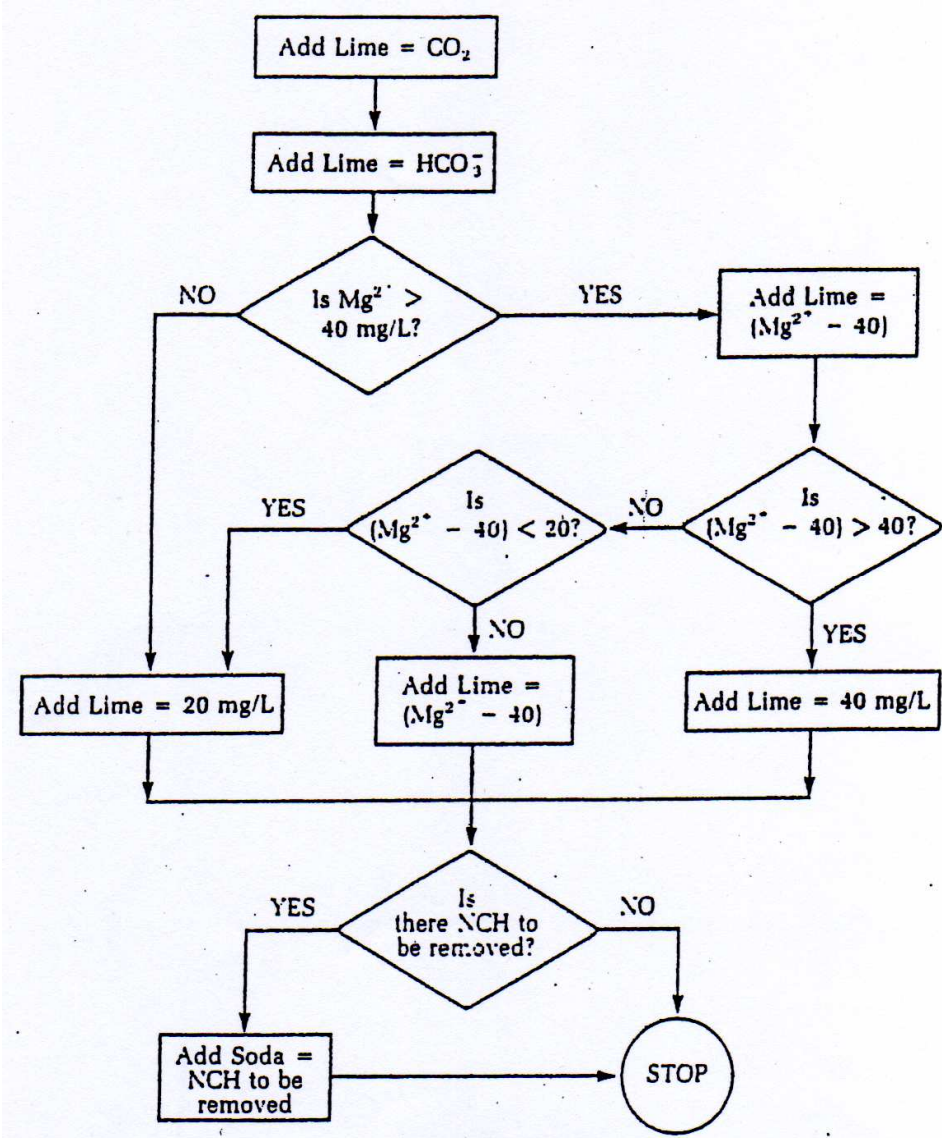 Add Lime = CO₂
Add Lime = HCO₃⁻
NO
Is Mg²⁺ >
40 mg/L?
YES
Add Lime =
(Mg²⁺ − 40)
YES
Is
(Mg²⁺ − 40) < 20?
NO
Is
(Mg²⁺ − 40) > 40?
NO
YES
Add Lime = 20 mg/L
Add Lime =
(Mg²⁺ − 40)
Add Lime = 40 mg/L
YES
Is
there NCH to
be removed?
NO
Add Soda =
NCH to be
removed
STOP